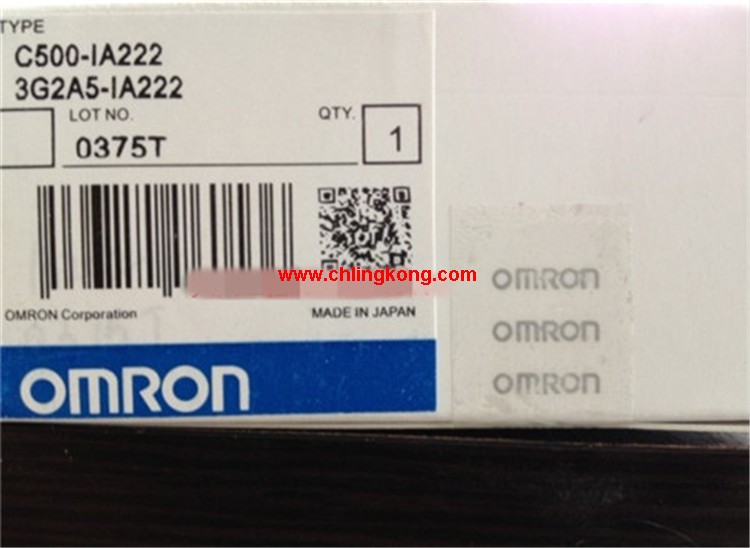 TYPE
C500-IA222
3G2A5-IA222
LOT NO.
QTY.
0375T
1
www.chlingkong.com
OMRON Corporation
MADE IN JAPAN
OMRON
OMRON
OMRON
OMRON